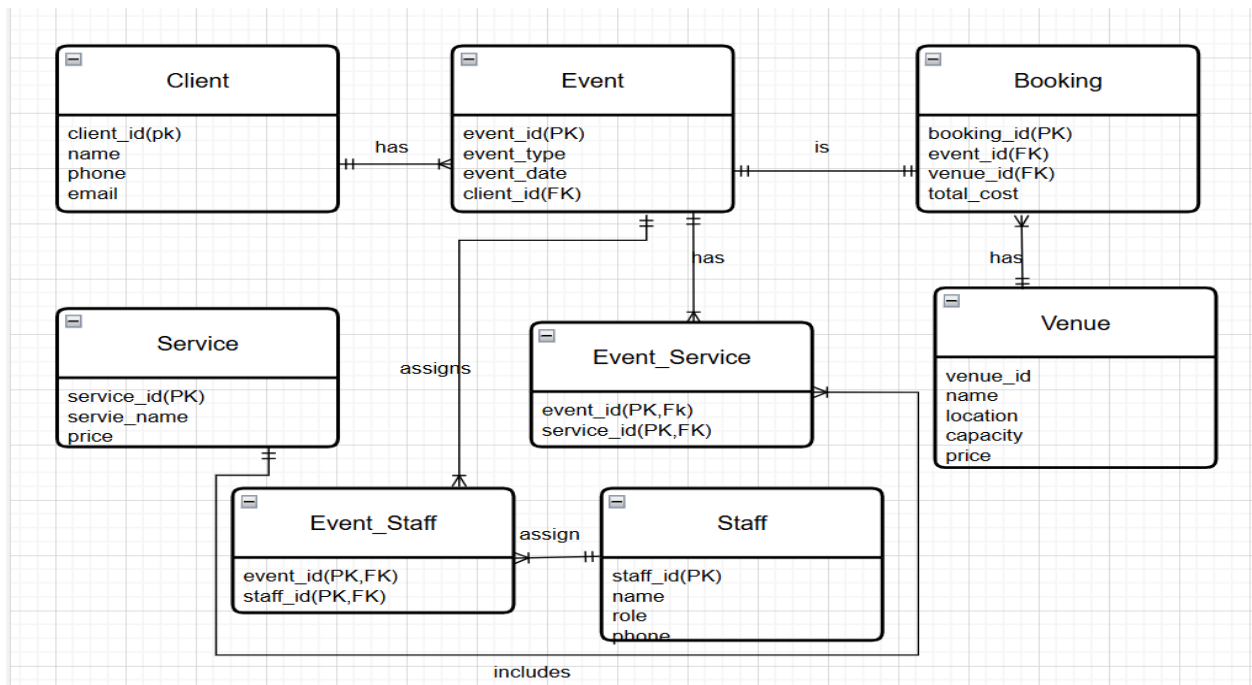 Client
client_id(pk)
name
phone
email
has
Event
event_id(PK)
event_type
event_date
client_id(FK)
is
Booking
booking_id(PK)
event_id(FK)
venue_id(FK)
total_cost
has
has
Service
service_id(PK)
servie_name
price
assigns
Event_Service
event_id(PK,Fk)
service_id(PK,FK)
Venue
venue_id
name
location
capacity
price
Event_Staff
event_id(PK,FK)
staff_id(PK,FK)
assign
Staff
staff_id(PK)
name
role
phone
includes